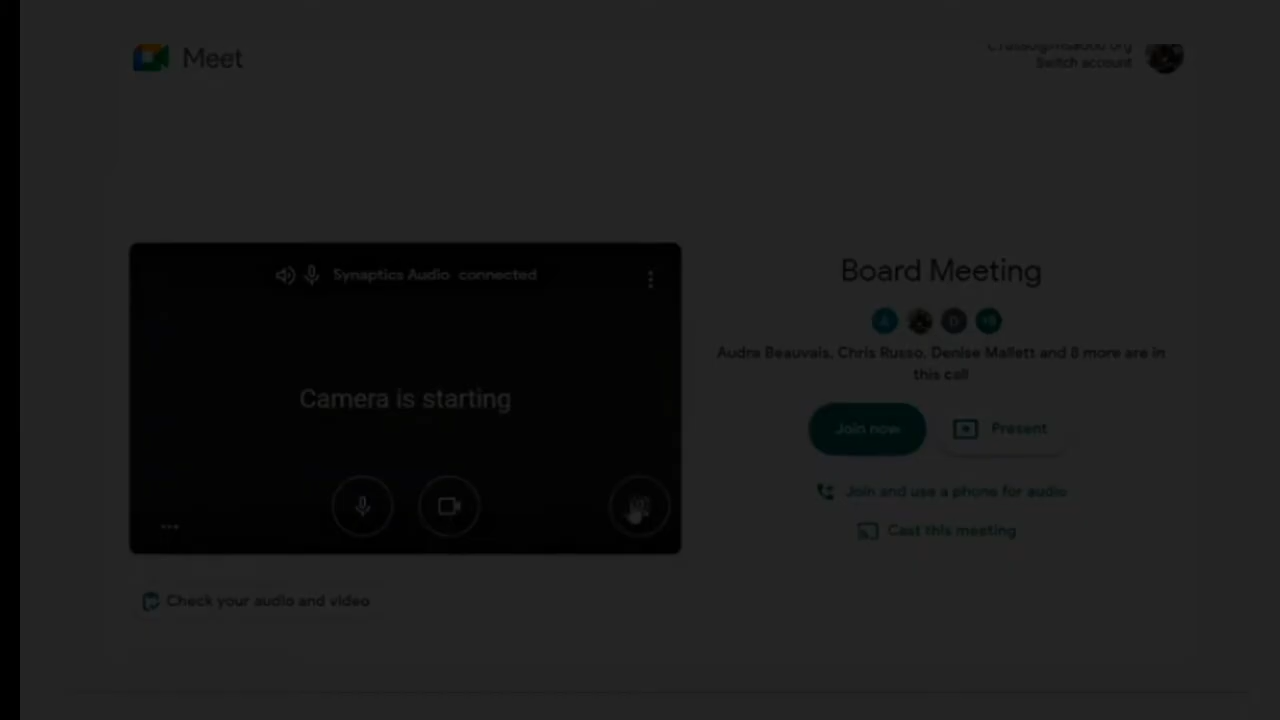 Meet
Switch account
Synaptics Audio connected
Board Meeting
Audra Beauvais, Chris Russo, Denise Mallett and 8 more are in
this call
Camera is starting
Join now
Present
Join and use a phone for audio
Cast this meeting
Check your audio and video